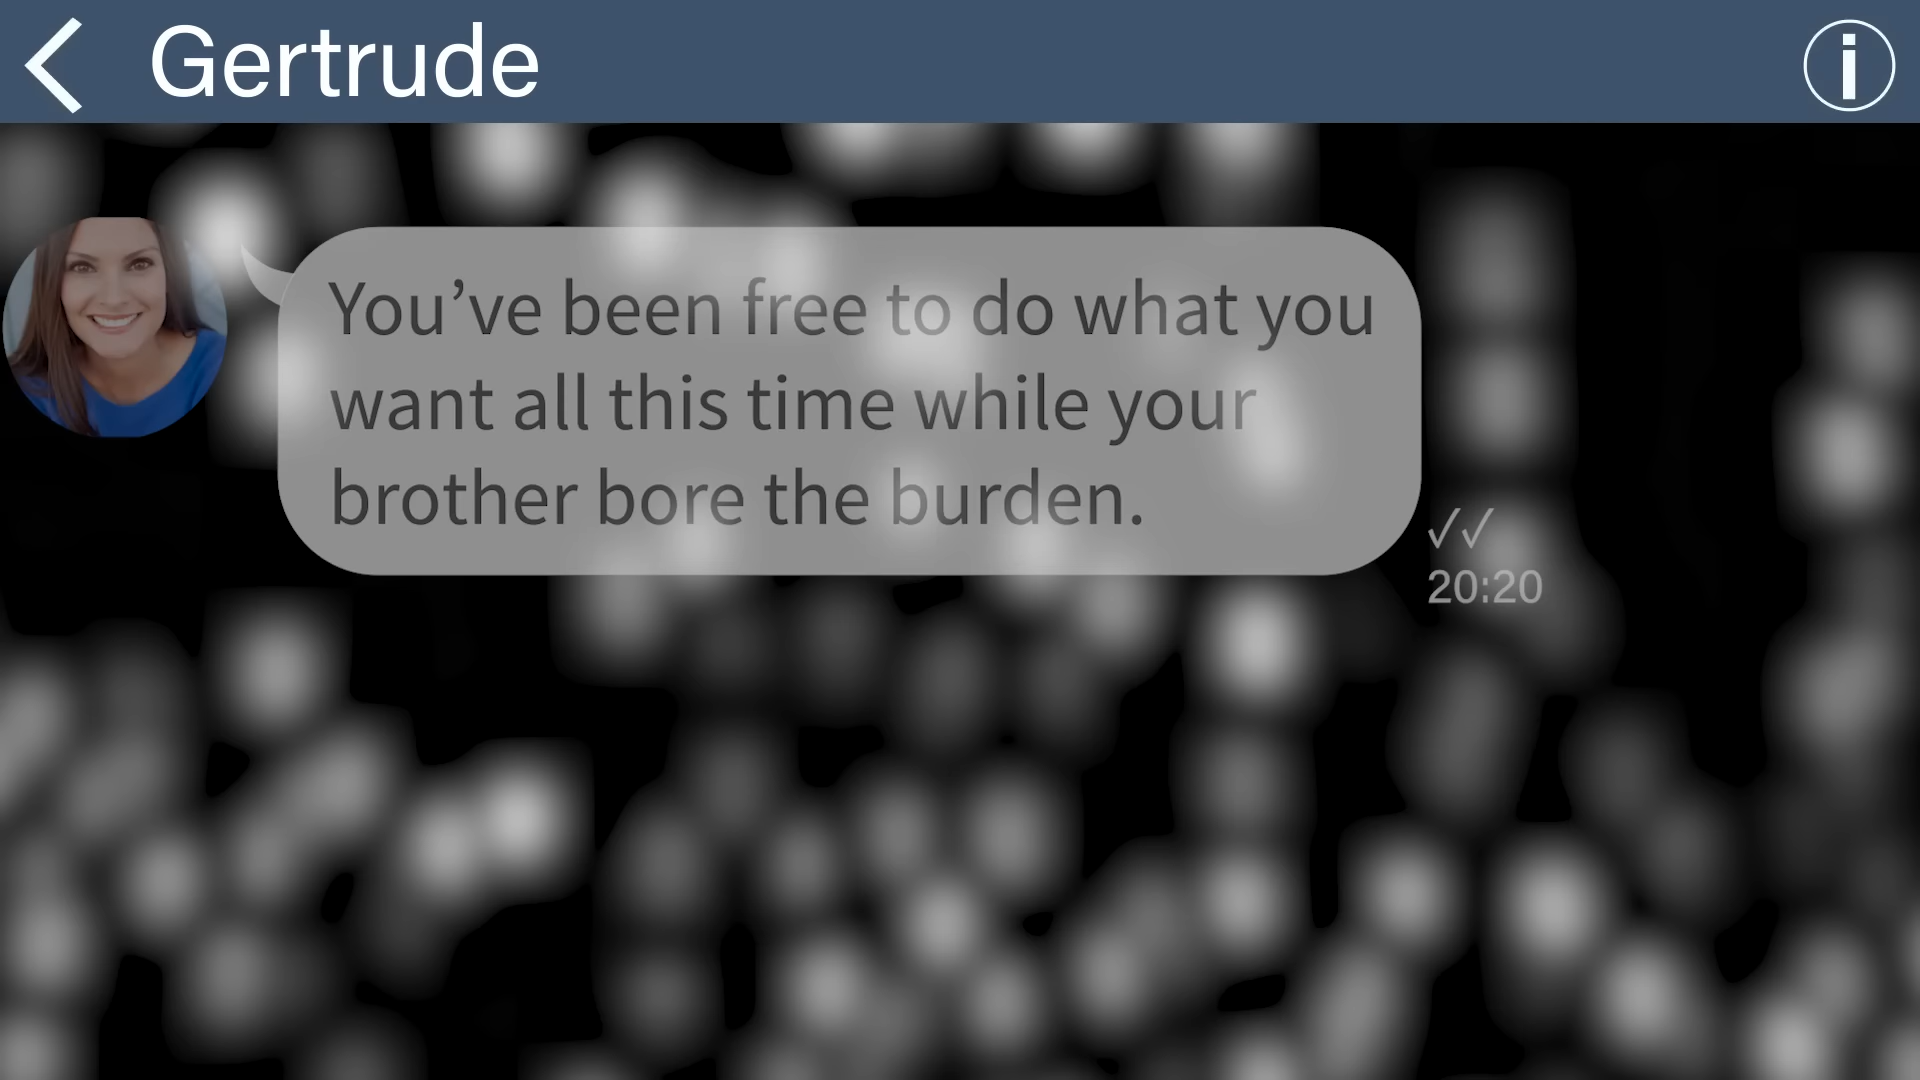 Gertrude
You’ve been free to do what you
want all this time while your
brother bore the burden.
✓✓
20:20